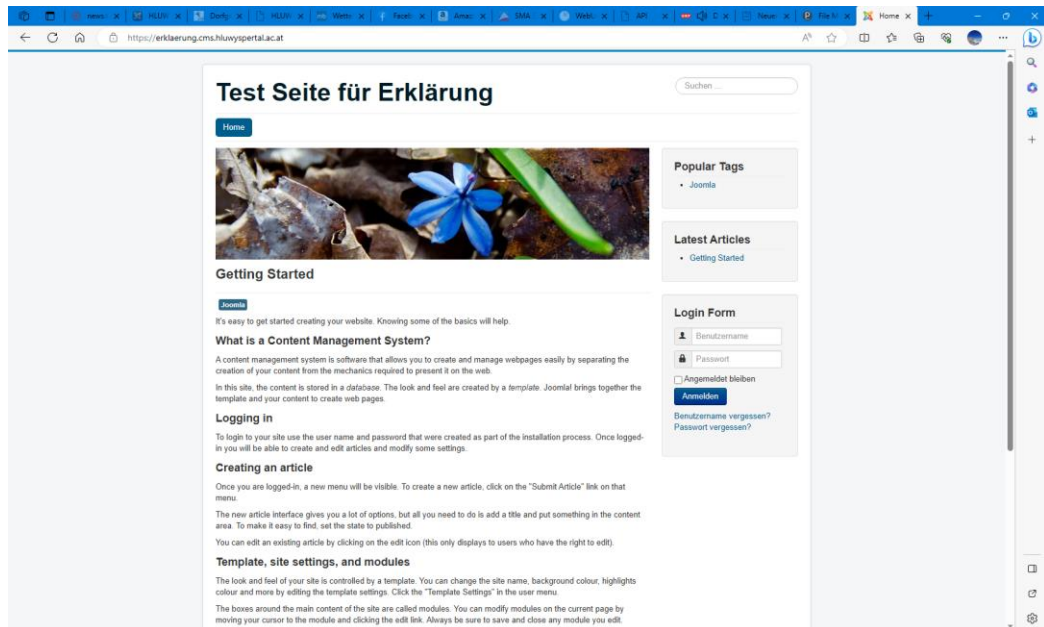 news
HLUW
Dorfg
HLUW
Webs
Faceb
Amaz
SMA
WebU
API
D
Neue
File M
Home
https://erklaerung.cms.hluwyspertal.ac.at
Test Seite für Erklärung
Suchen ...
Home
Getting Started
Joomla
It's easy to get started creating your website. Knowing some of the basics will help.
What is a Content Management System?
A content management system is software that allows you to create and manage webpages easily by separating the
creation of your content from the mechanics required to present it on the web.
In this site, the content is stored in a database. The look and feel are created by a template. Joomla! brings together the
template and your content to create web pages.
Logging in
To login to your site use the user name and password that were created as part of the installation process. Once logged-
in you will be able to create and edit articles and modify some settings.
Creating an article
Once you are logged-in, a new menu will be visible. To create a new article, click on the "Submit Article" link on that
menu.
The new article interface gives you a lot of options, but all you need to do is add a title and put something in the content
area. To make it easy to find, set the state to published.
You can edit an existing article by clicking on the edit icon (this only displays to users who have the right to edit).
Template, site settings, and modules
The look and feel of your site is controlled by a template. You can change the site name, background colour, highlights
colour and more by editing the template settings. Click the "Template Settings" in the user menu.
The boxes around the main content of the site are called modules. You can modify modules on the current page by
moving your cursor to the module and clicking the edit link. Always be sure to save and close any module you edit.
Popular Tags
Joomla
Latest Articles
Getting Started
Login Form
Benutzername
Passwort
Angemeldet bleiben
Anmelden
Benutzername vergessen?
Passwort vergessen?